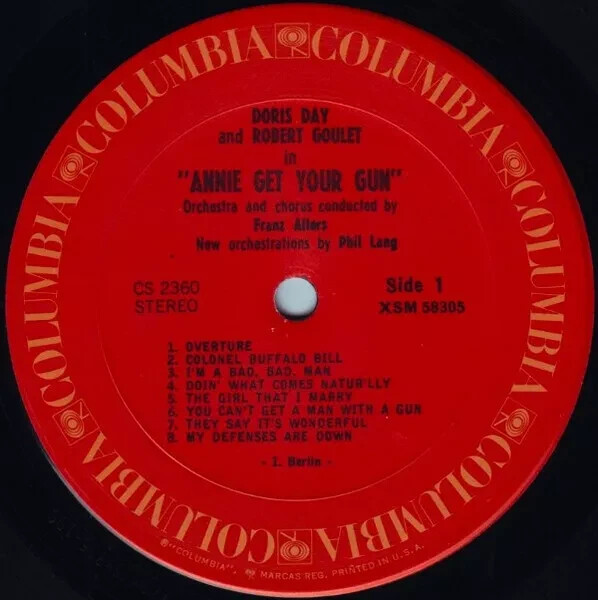 COLUMBIA COLUMBIA COLUMBIA COLUMBIA COLUMBIA COLUMBIA
DORIS DAY
and ROBERT GOULET
in
"ANNIE GET YOUR GUN"
Orchestra and chorus conducted by
Franz Allers
New orchestrations by Phil Lang
CS 2360
STEREO
Side 1
XSM 58305
1. OVERTURE
2. COLONEL BUFFALO BILL
3. I'M A BAD, BAD, MAN
4. DOIN' WHAT COMES NATUR'LLY
5. THE GIRL THAT I MARRY
6. YOU CAN'T GET A MAN WITH A GUN
7. THEY SAY IT'S WONDERFUL
8. MY DEFENSES ARE DOWN
- I. Berlin -
® "COLUMBIA", MARCAS REG. PRINTED IN U.S.A.